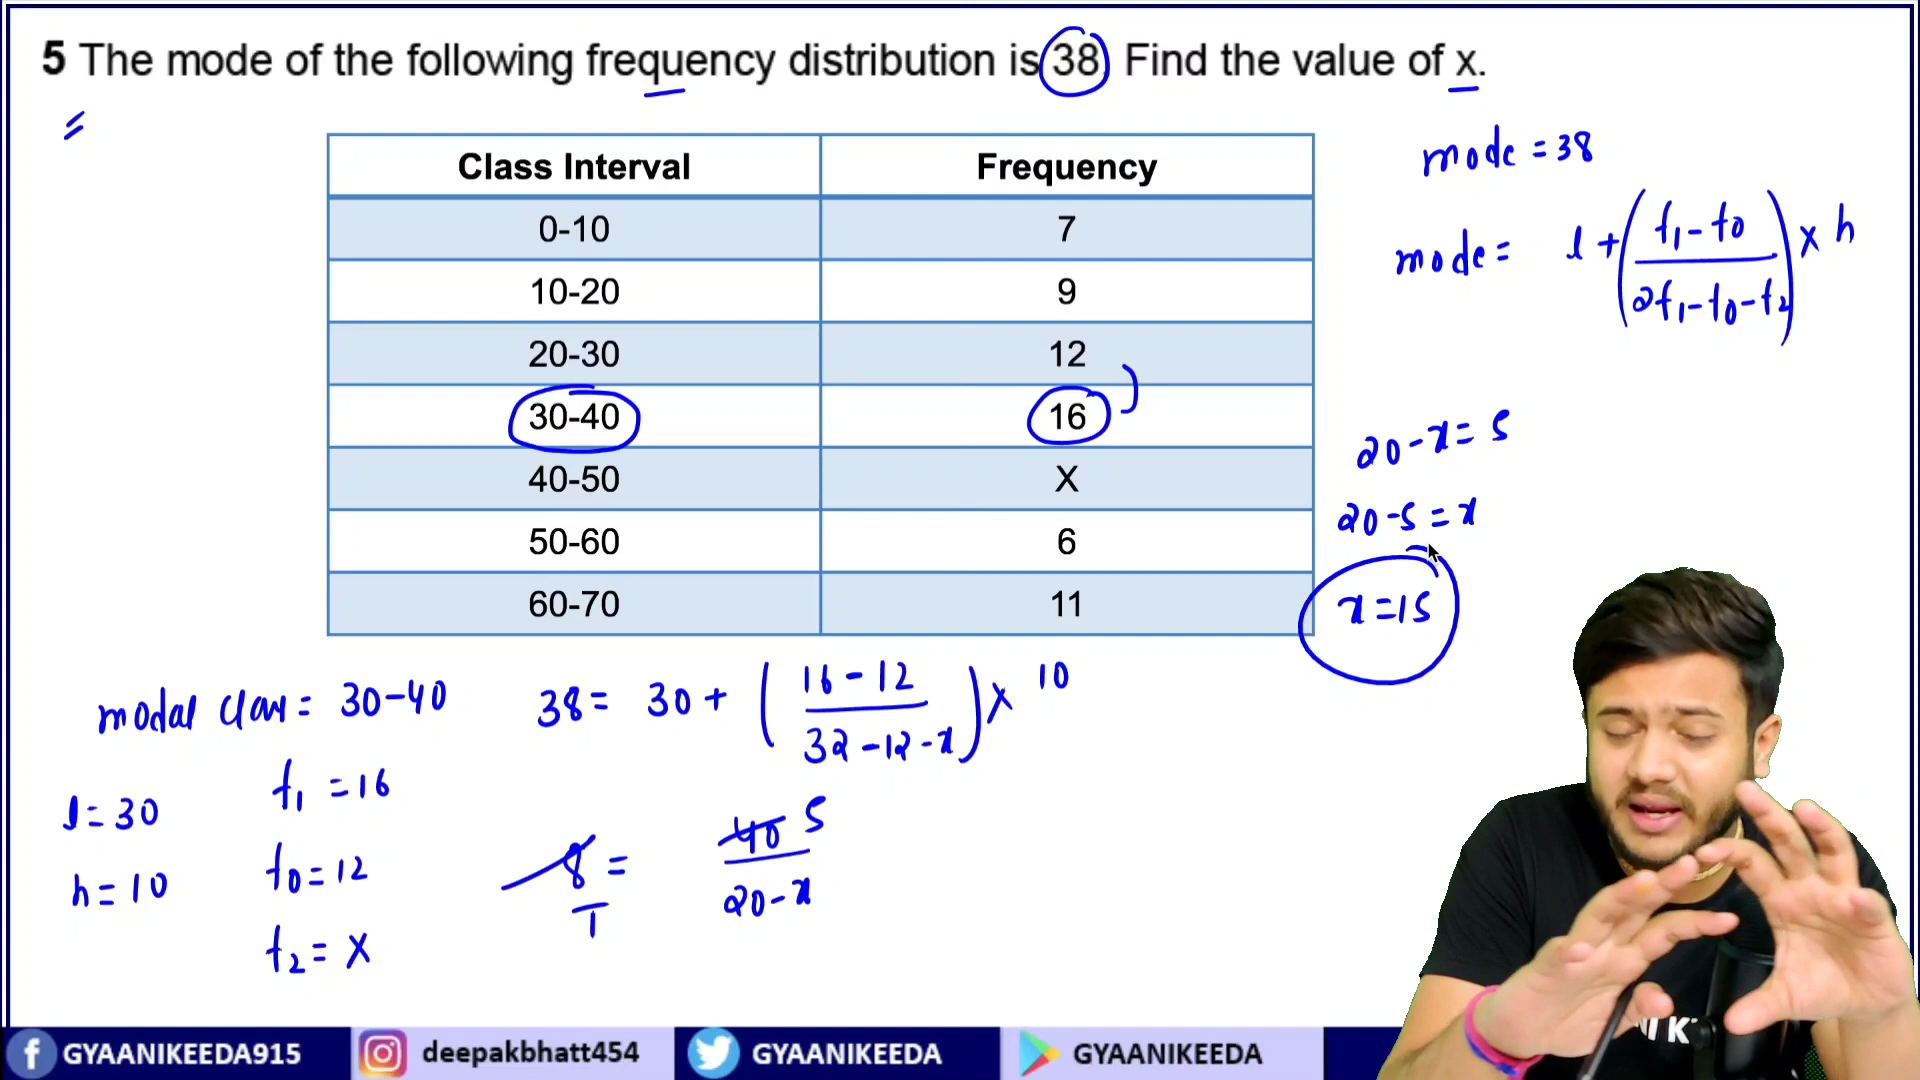 5 The mode of the following frequency distribution is 38 Find the value of x.
Class Interval Frequency
0-10 7
10-20 9
20-30 12
30-40 16
40-50 X
50-60 6
60-70 11
mode = 38
mode = l + (f₁ - f₀ / 2f₁ - f₀ - f₂) × h
20 - x = 5
20 - 5 = x
x = 15
modal class = 30-40
l = 30
h = 10
f₁ = 16
f₀ = 12
f₂ = x
38 = 30 + (16 - 12 / 32 - 12 - x) × 10
8 / 1 = 40 5 / 20 - x
GYAANIKEEDA915
deepakbhatt454
GYAANIKEEDA
GYAANIKEEDA